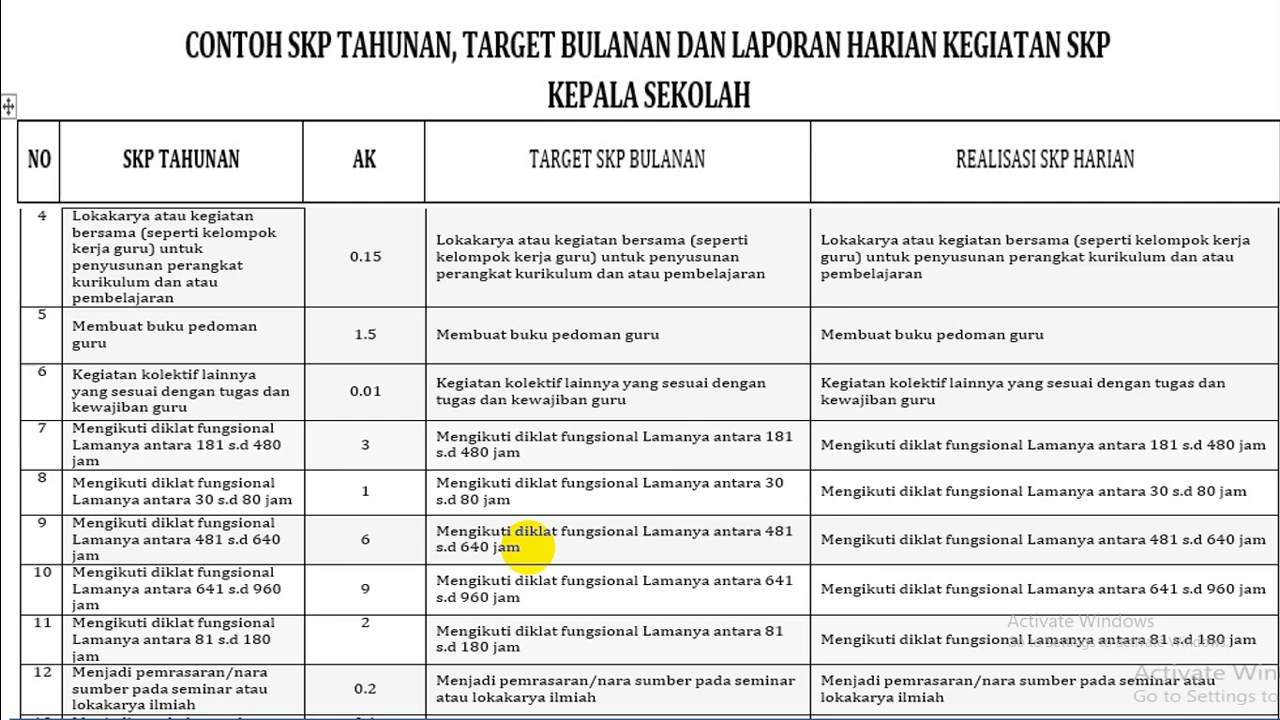 CONTOH SKP TAHUNAN, TARGET BULANAN DAN LAPORAN HARIAN KEGIATAN SKP
KEPALA SEKOLAH
NO
SKP TAHUNAN
AK
TARGET SKP BULANAN
REALISASI SKP HARIAN
4
Lokakarya atau kegiatan
bersama (seperti kelompok
kerja guru) untuk
penyusunan perangkat
kurikulum dan atau
pembelajaran
0.15
Lokakarya atau kegiatan bersama (seperti
kelompok kerja guru) untuk penyusunan
perangkat kurikulum dan atau pembelajaran
Lokakarya atau kegiatan bersama (seperti kelompok kerja
guru) untuk penyusunan perangkat kurikulum dan atau
pembelajaran
5
Membuat buku pedoman
guru
1.5
Membuat buku pedoman guru
Membuat buku pedoman guru
6
Kegiatan kolektif lainnya
yang sesuai dengan tugas dan
kewajiban guru
0.01
Kegiatan kolektif lainnya yang sesuai dengan
tugas dan kewajiban guru
Kegiatan kolektif lainnya yang sesuai dengan tugas dan
kewajiban guru
7
Mengikuti diklat fungsional
Lamanya antara 181 s.d 480
jam
3
Mengikuti diklat fungsional Lamanya antara 181
s.d 480 jam
Mengikuti diklat fungsional Lamanya antara 181 s.d 480 jam
8
Mengikuti diklat fungsional
Lamanya antara 30 s.d 80 jam
1
Mengikuti diklat fungsional Lamanya antara 30
s.d 80 jam
Mengikuti diklat fungsional Lamanya antara 30 s.d 80 jam
9
Mengikuti diklat fungsional
Lamanya antara 481 s.d 640
jam
6
Mengikuti diklat fungsional Lamanya antara 481
s.d 640 jam
Mengikuti diklat fungsional Lamanya antara 481 s.d 640 jam
10
Mengikuti diklat fungsional
Lamanya antara 641 s.d 960
jam
9
Mengikuti diklat fungsional Lamanya antara 641
s.d 960 jam
Mengikuti diklat fungsional Lamanya antara 641 s.d 960 jam
11
Mengikuti diklat fungsional
Lamanya antara 81 s.d 180
jam
2
Mengikuti diklat fungsional Lamanya antara 81
s.d 180 jam
Mengikuti diklat fungsional Lamanya antara 81 s.d 180 jam
Activate Windows
Go to Settings to activate Windows.
12
Menjadi pemrasaran/nara
sumber pada seminar atau
lokakarya ilmiah
0.2
Menjadi pemrasaran/nara sumber pada seminar
atau lokakarya ilmiah
Menjadi pemrasaran/nara sumber pada seminar atau
lokakarya ilmiah
Activate Win
Go to Settings to